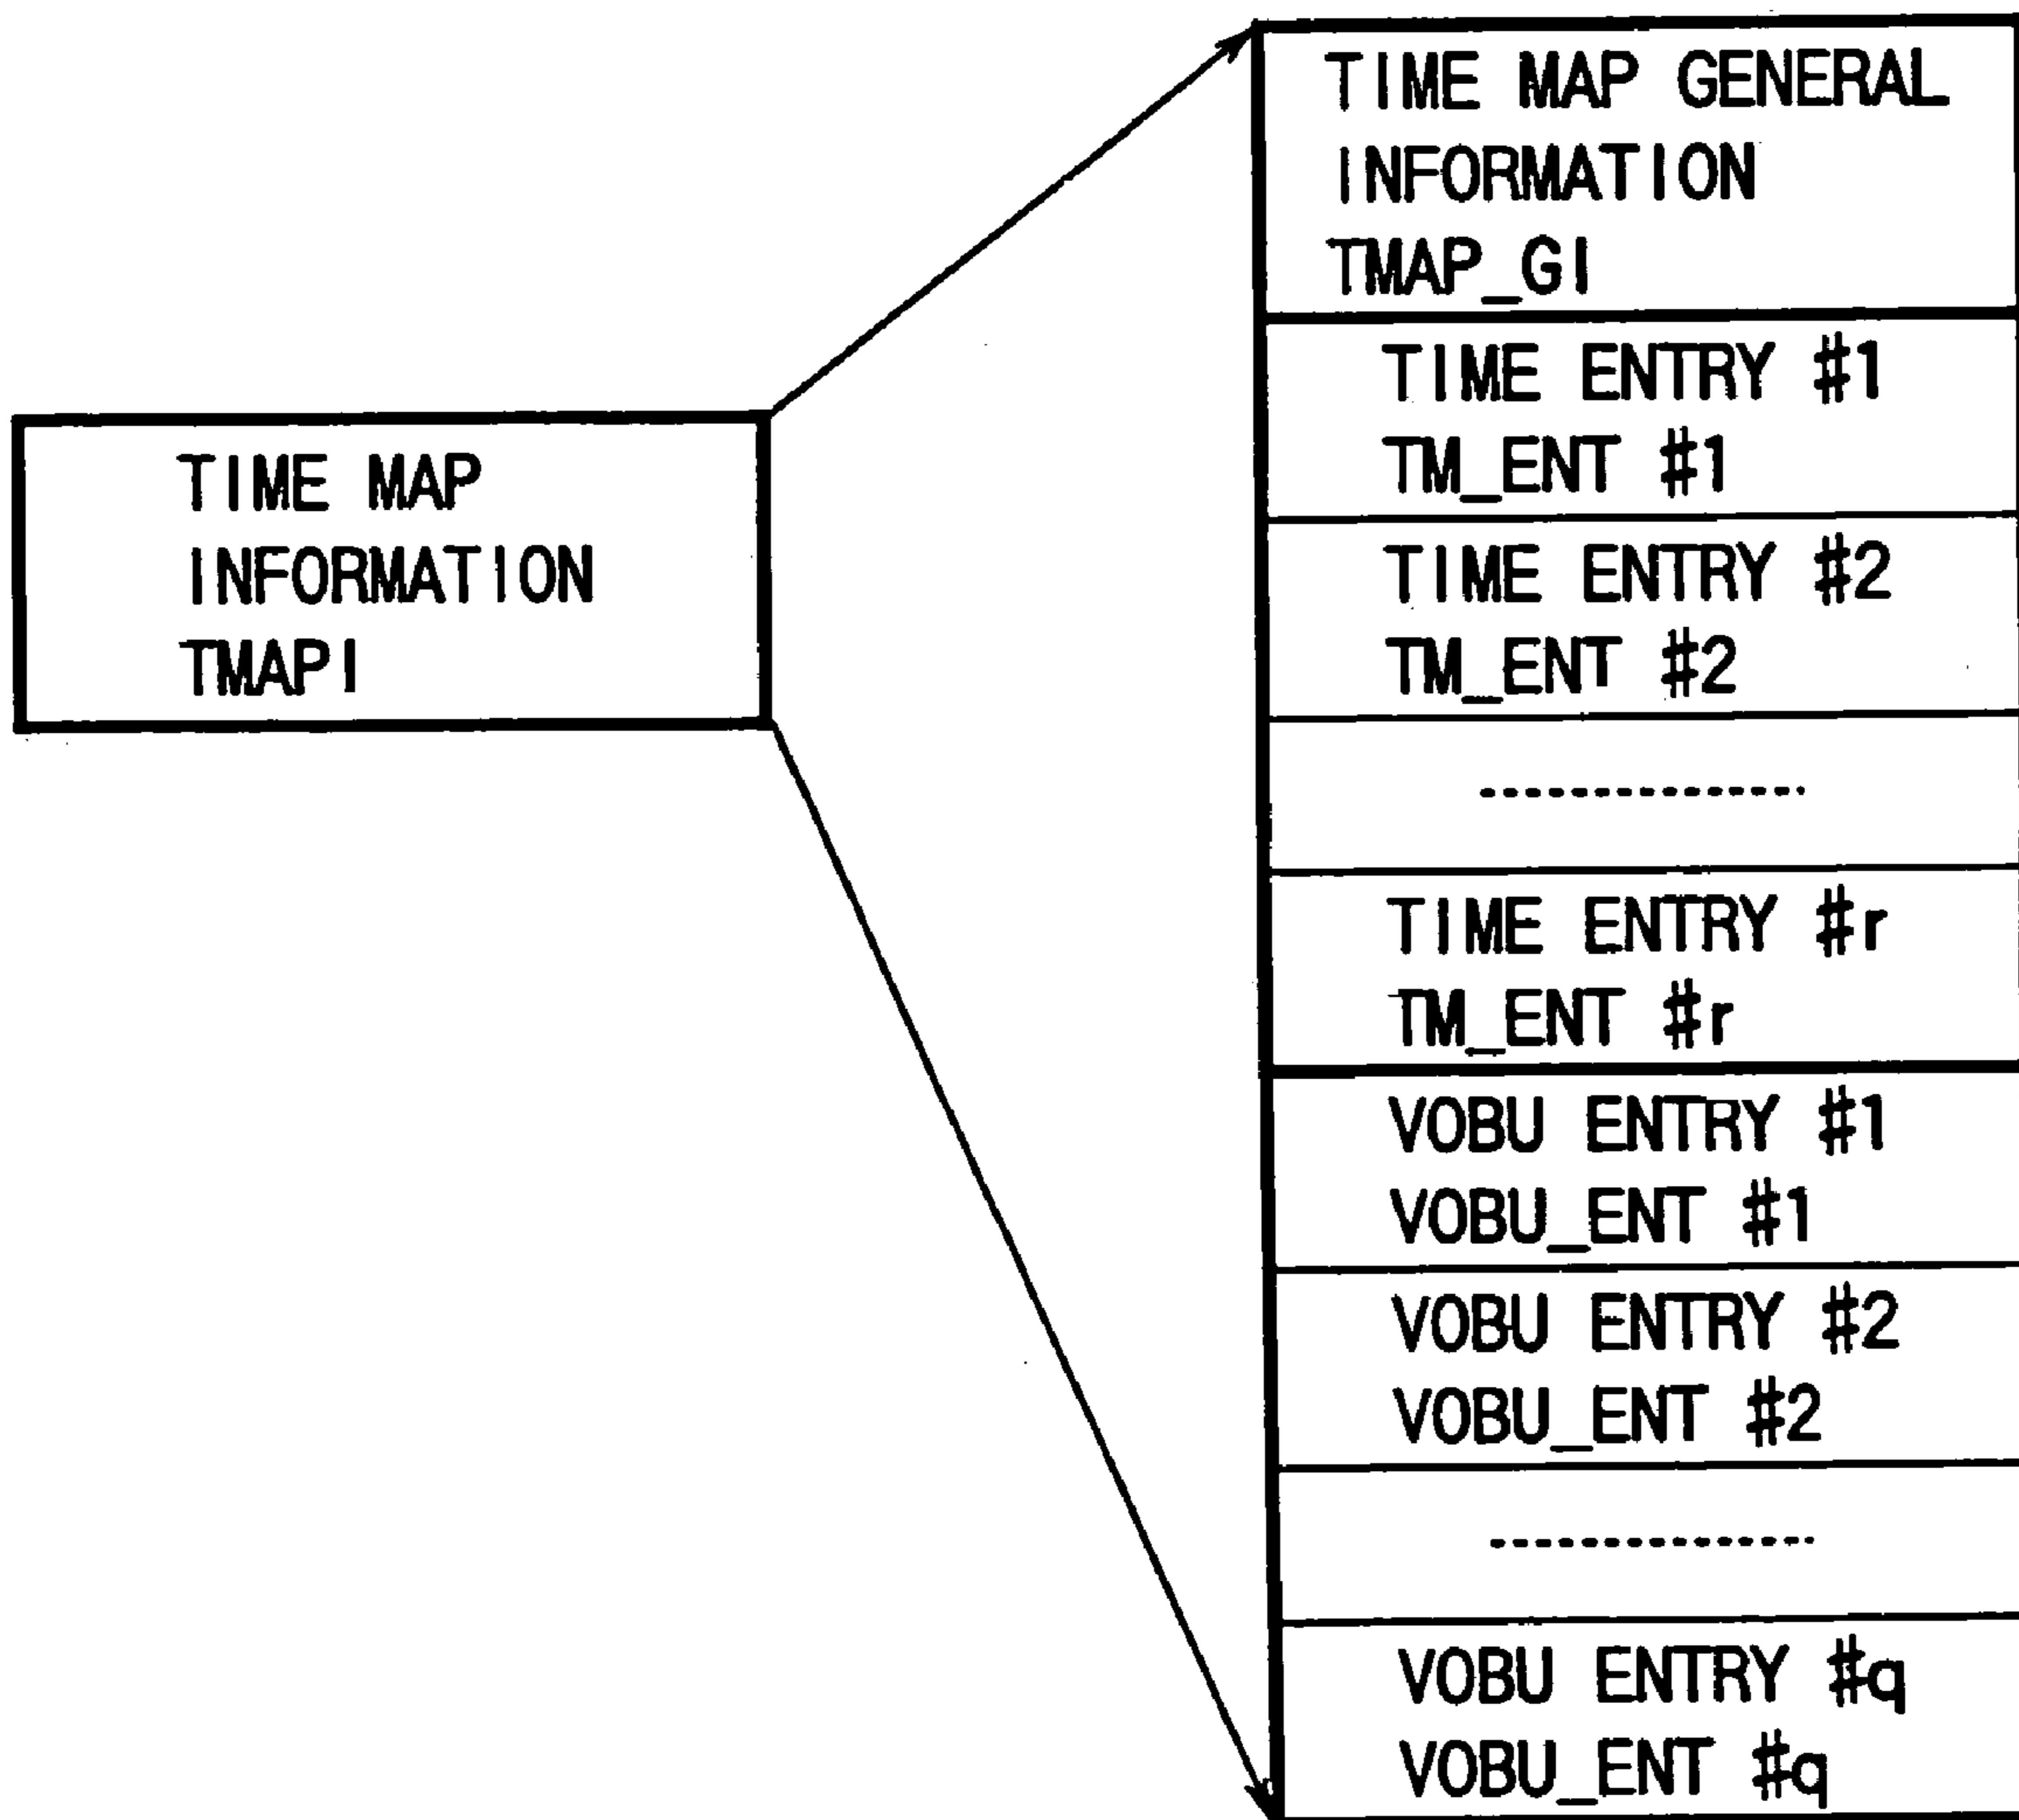 TIME MAP
INFORMATION
TMAPI
TIME MAP GENERAL
INFORMATION
TMAP_GI
TIME ENTRY #1
TM_ENT #1
TIME ENTRY #2
TM_ENT #2
TIME ENTRY #r
TM_ENT #r
VOBU ENTRY #1
VOBU_ENT #1
VOBU ENTRY #2
VOBU_ENT #2
VOBU ENTRY #q
VOBU_ENT #q